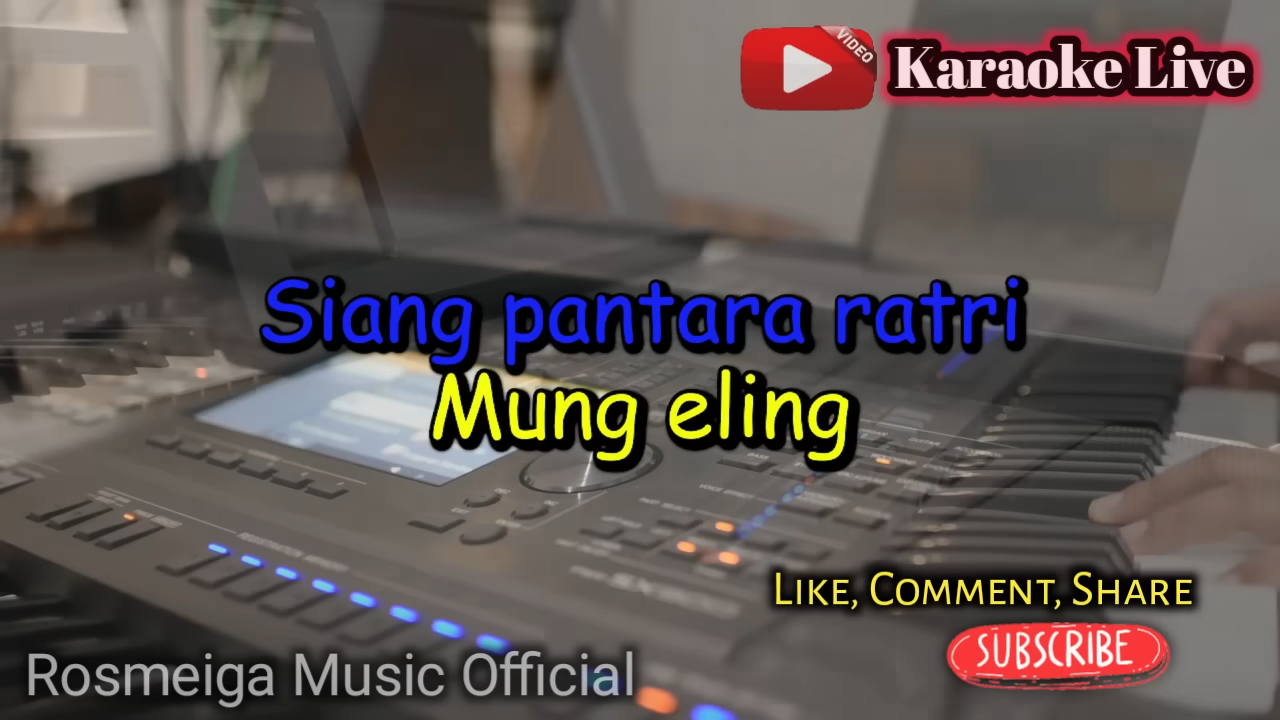 VIDEO
Karaoke Live
Siang pantara ratri
Mung eling
Like, Comment, Share
SUBSCRIBE
Rosmeiga Music Official